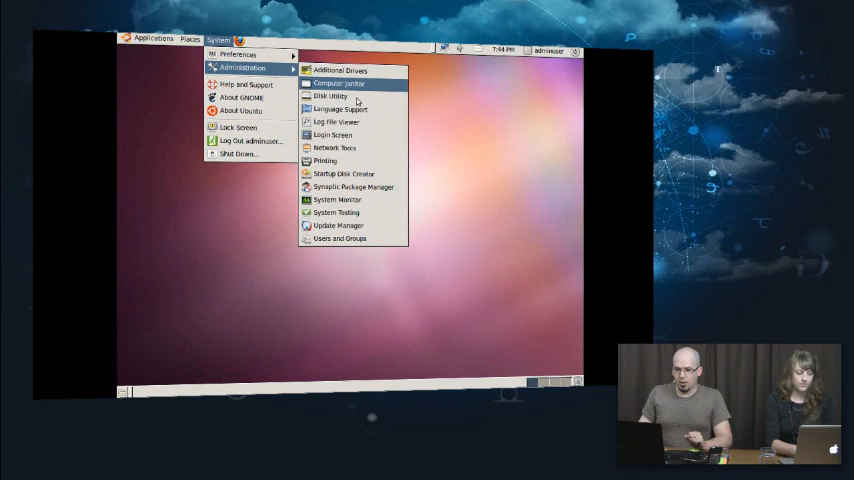 Applications Places System
7:44 PM adminuser
Preferences
Administration
Help and Support
About GNOME
About Ubuntu
Lock Screen
Log Out adminuser...
Shut Down...
Additional Drivers
Computer Janitor
Disk Utility
Language Support
Log File Viewer
Login Screen
Network Tools
Printing
Startup Disk Creator
Synaptic Package Manager
System Monitor
System Testing
Update Manager
Users and Groups